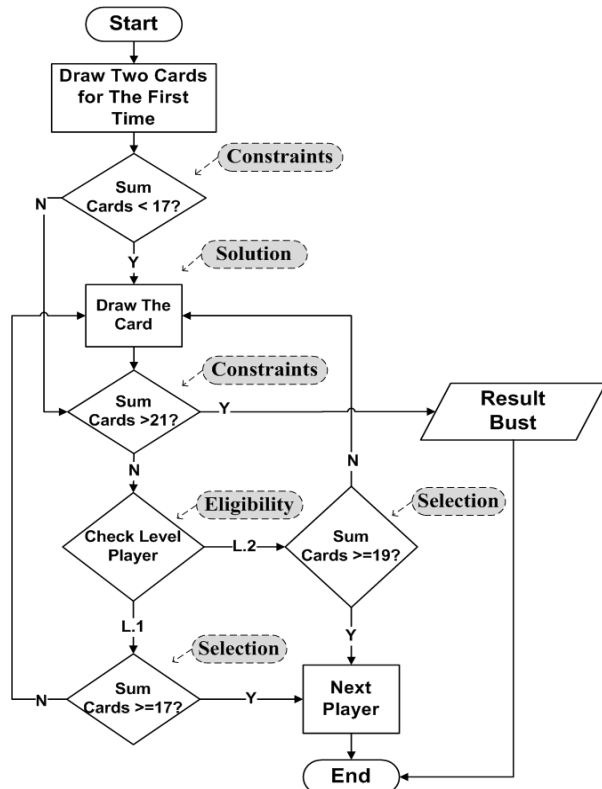 Start
Draw Two Cards
for The First
Time
Constraints
Sum
Cards < 17?
N
Y
Solution
Draw The
Card
Constraints
Sum
Cards >21?
Y
Result
Bust
N
N
Eligibility
Selection
Check Level
Player
L.2
Sum
Cards >=19?
L.1
Y
Selection
Sum
Cards >=17?
N
Y
Next
Player
End